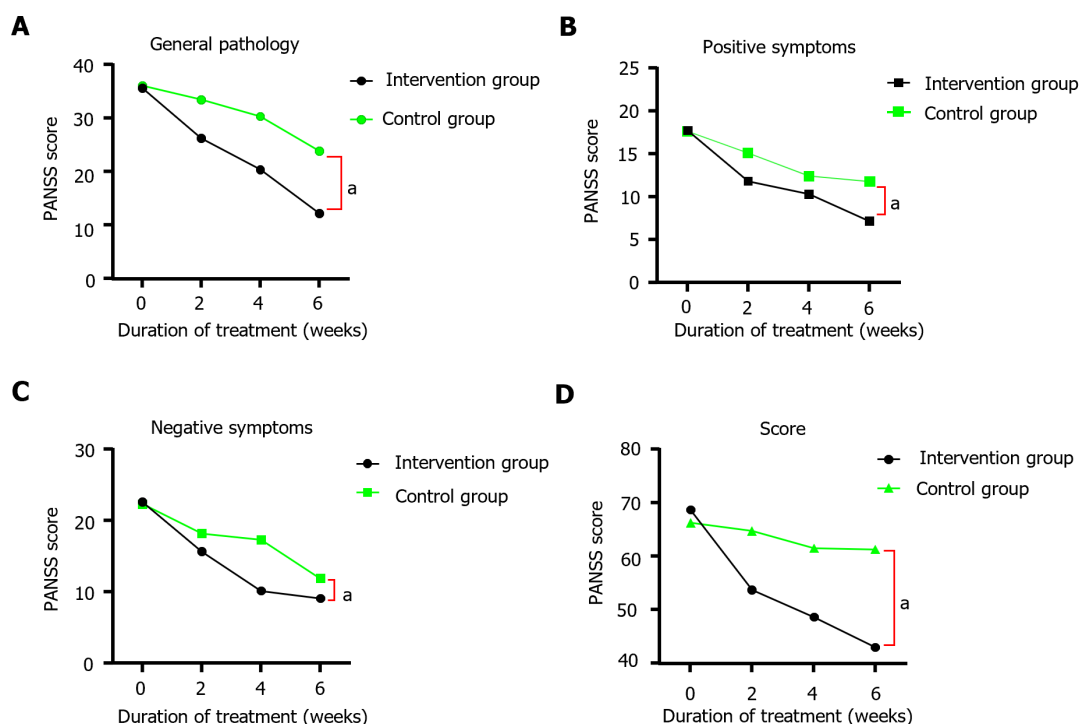 A
General pathology
40
30
20
10
0
PANSS score
Intervention group
Control group
a
0 2 4 6
Duration of treatment (weeks)
B
Positive symptoms
25
20
15
10
5
0
PANSS score
Intervention group
Control group
a
0 2 4 6
Duration of treatment (weeks)
C
Negative symptoms
30
20
10
0
PANSS score
Intervention group
Control group
a
0 2 4 6
Duration of treatment (weeks)
D
Score
80
70
60
50
40
PANSS score
Intervention group
Control group
a
0 2 4 6
Duration of treatment (weeks)